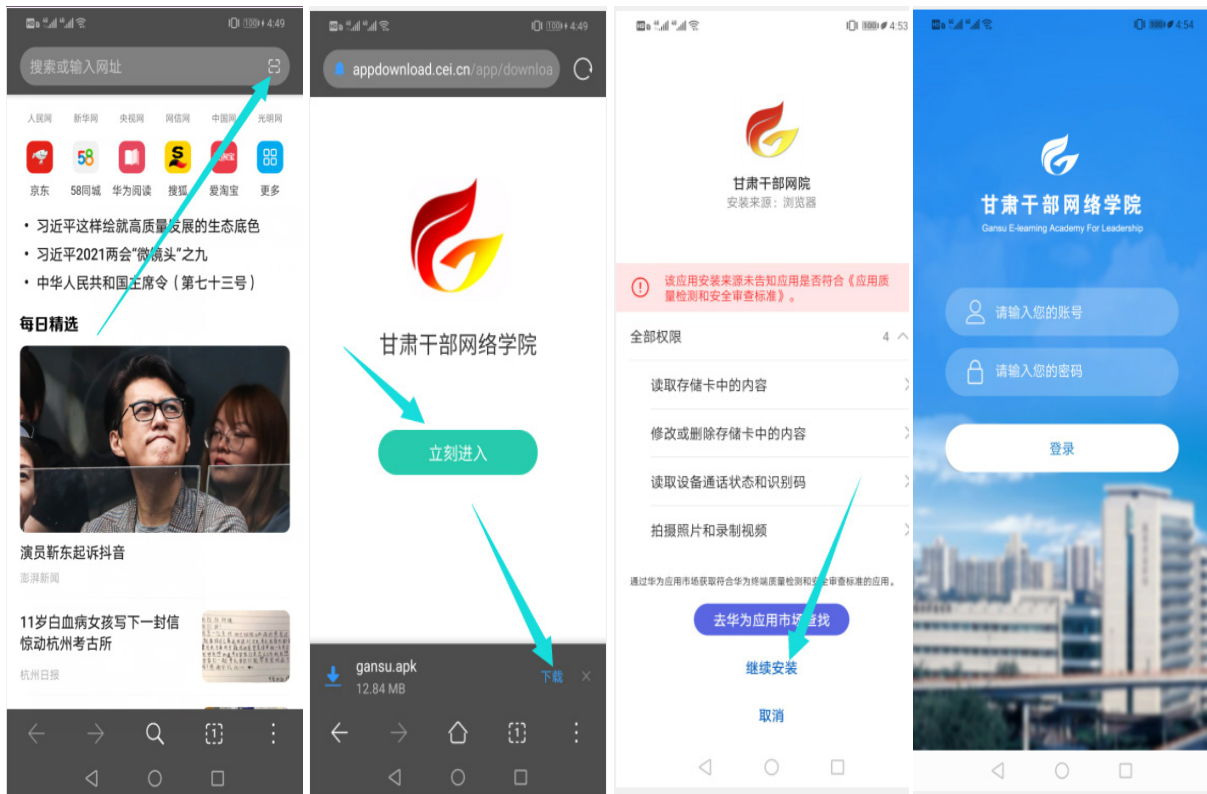 4:49
搜索或输入网址
人民网 新华网 央视网 网信网 中国网 光明网
58
京东 58同城 华为阅读 搜狐 爱淘宝 更多
• 习近平这样绘就高质量发展的生态底色
• 习近平2021两会“微镜头”之九
• 中华人民共和国主席令(第七十三号)
每日精选
演员靳东起诉抖音
澎湃新闻
11岁白血病女孩写下一封信
惊动杭州考古所
杭州日报
1
4:49
appdownload.cei.cn/app/downloa
甘肃干部网络学院
立刻进入
gansu.apk
下载
12.84 MB
1
4:53
甘肃干部网院
安装来源：浏览器
该应用安装来源未告知应用是否符合《应用质
量检测和安全审查标准》。
全部权限 4
读取存储卡中的内容
修改或删除存储卡中的内容
读取设备通话状态和识别码
拍摄照片和录制视频
通过华为应用市场获取符合华为终端质量检测和安全审查标准的应用。
去华为应用市场查找
继续安装
取消
4:54
甘肃干部网络学院
Gansu E-learning Academy For Leadership
请输入您的账号
请输入您的密码
登录